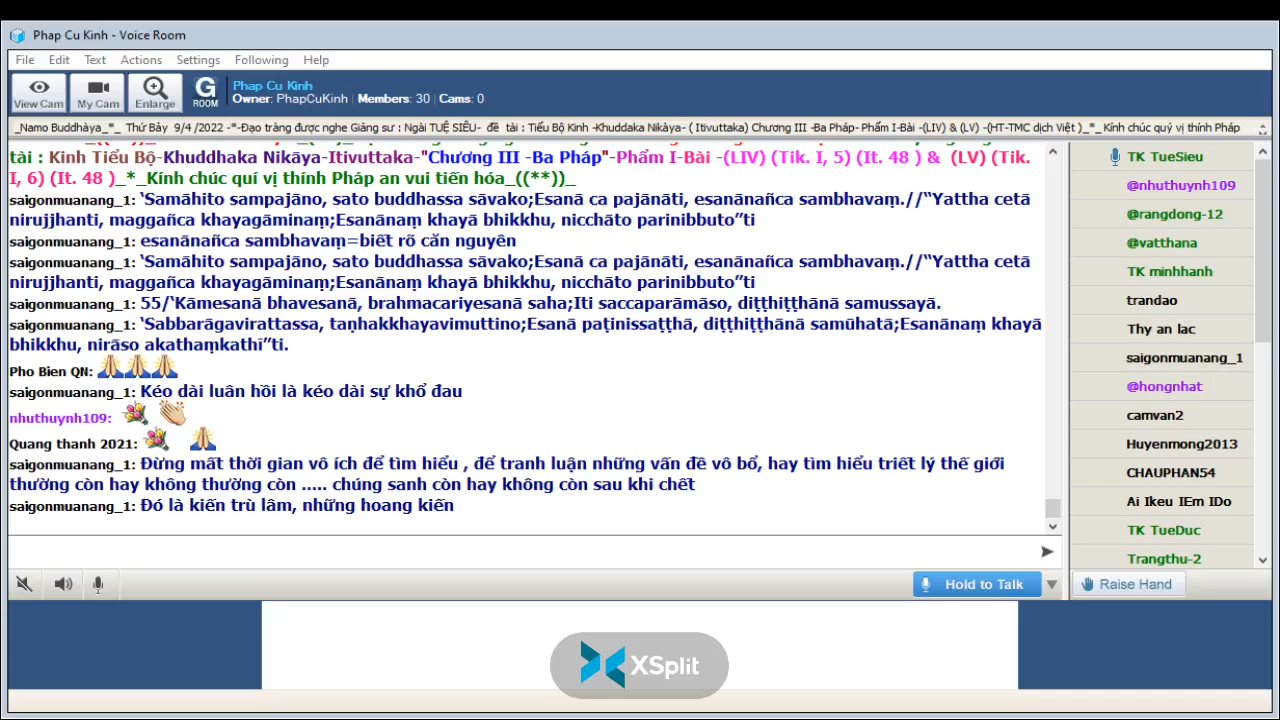 Phap Cu Kinh - Voice Room
File Edit Text Actions Settings Following Help
View Cam My Cam Enlarge G ROOM
Phap Cu Kinh
Owner: PhapCuKinh | Members: 30 | Cams: 0
_Namo Buddhàya_*_ Thứ Bảy 9/4 /2022 -*-Đạo tràng được nghe Giảng sư : Ngài TUỆ SIÊU- đề tài : Tiểu Bộ Kinh -Khuddaka Nikàya- ( Itivuttaka) Chương III -Ba Pháp- Phẩm I-Bài -(LIV) & (LV) -(HT-TMC dịch Việt )_*_ Kính chúc quý vị thính Pháp
tài : Kinh Tiểu Bộ-Khuddhaka Nikāya-Itivuttaka-"Chương III -Ba Pháp"-Phẩm I-Bài -(LIV) (Tik. I, 5) (It. 48 ) & (LV) (Tik.
I, 6) (It. 48 )_*_Kính chúc quí vị thính Pháp an vui tiến hóa_((**))_
saigonmuanang_1: ‘Samāhito sampajāno, sato buddhassa sāvako;Esanā ca pajānāti, esanānañca sambhavaṃ.//“Yattha cetā
nirujjhanti, maggañca khayagāminaṃ;Esanānaṃ khayā bhikkhu, nicchāto parinibbuto”ti
saigonmuanang_1: esanānañca sambhavaṃ=biết rõ căn nguyên
saigonmuanang_1: ‘Samāhito sampajāno, sato buddhassa sāvako;Esanā ca pajānāti, esanānañca sambhavaṃ.//“Yattha cetā
nirujjhanti, maggañca khayagāminaṃ;Esanānaṃ khayā bhikkhu, nicchāto parinibbuto”ti
saigonmuanang_1: 55/‘Kāmesanā bhavesanā, brahmacariyesanā saha;Iti saccaparāmāso, diṭṭhiṭṭhānā samussayā.
saigonmuanang_1: ‘Sabbarāgavirattassa, taṇhakkhayavimuttino;Esanā paṭinissaṭṭhā, diṭṭhiṭṭhānā samūhatā;Esanānaṃ khayā
bhikkhu, nirāso akathaṃkathī”ti.
Pho Bien QN: 🙏🙏🙏
saigonmuanang_1: Kéo dài luân hồi là kéo dài sự khổ đau
nhuthuynh109: 💐 👏
Quang thanh 2021: 💐 🙏
saigonmuanang_1: Đừng mất thời gian vô ích để tìm hiểu , để tranh luận những vấn đề vô bổ, hay tìm hiểu triết lý thế giới
thường còn hay không thường còn ..... chúng sanh còn hay không còn sau khi chết
saigonmuanang_1: Đó là kiến trù lâm, những hoang kiến
TK TueSieu
@nhuthuynh109
@rangdong-12
@vatthana
TK minhhanh
trandao
Thy an lac
saigonmuanang_1
@hongnhat
camvan2
Huyenmong2013
CHAUPHAN54
Ai Ikeu IEm IDo
TK TueDuc
Trangthu-2
Hold to Talk
Raise Hand
XSplit